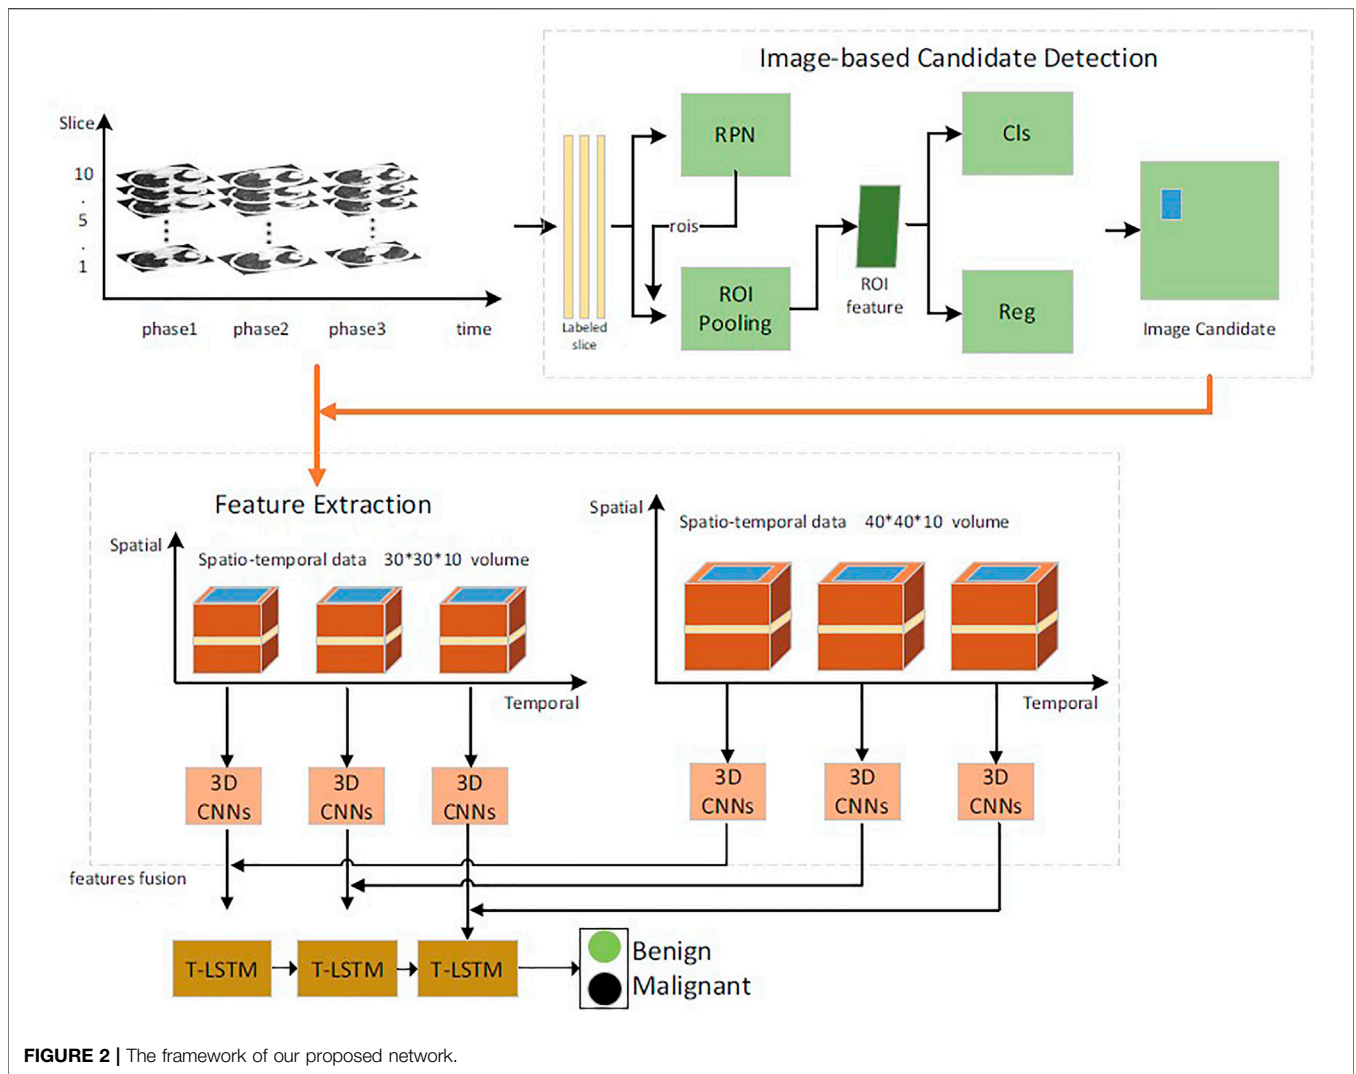 Image-based Candidate Detection
Slice
10
.
5
.
1
phase1
phase2
phase3
time
Labeled
slice
RPN
rois
ROI
Pooling
ROI
feature
Cls
Reg
Image Candidate
Feature Extraction
Spatial
Spatio-temporal data 30*30*10 volume
Temporal
Spatial
Spatio-temporal data 40*40*10 volume
Temporal
3D
CNNs
3D
CNNs
3D
CNNs
3D
CNNs
3D
CNNs
3D
CNNs
features fusion
T-LSTM
T-LSTM
T-LSTM
Benign
Malignant
FIGURE 2 | The framework of our proposed network.